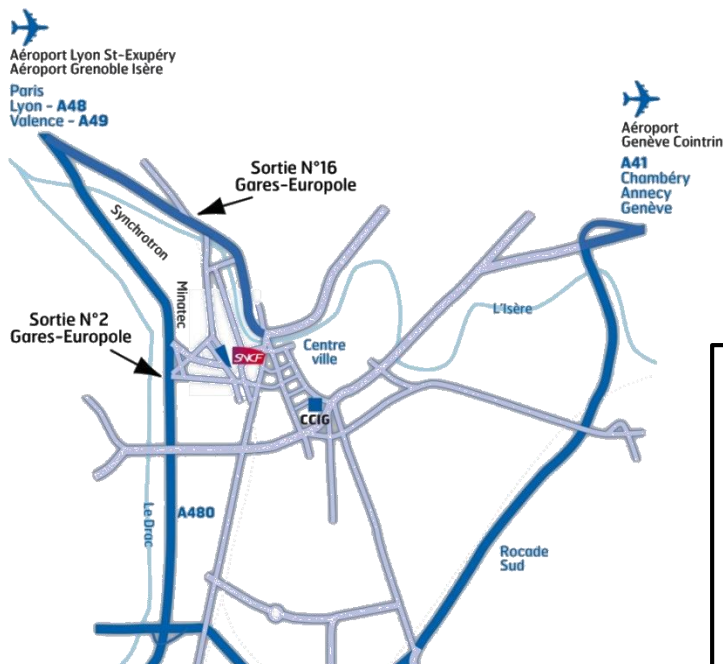 Aéroport Lyon St-Exupéry
Aéroport Grenoble Isère
Paris
Lyon - A48
Valence - A49
Aéroport
Genève Cointrin
A41
Chambéry
Annecy
Genève
Sortie N°16
Gares-Europole
Synchrotron
Minatec
L'Isère
Sortie N°2
Gares-Europole
SNCF
Centre
ville
CCIG
Le Drac
A480
Rocade
Sud